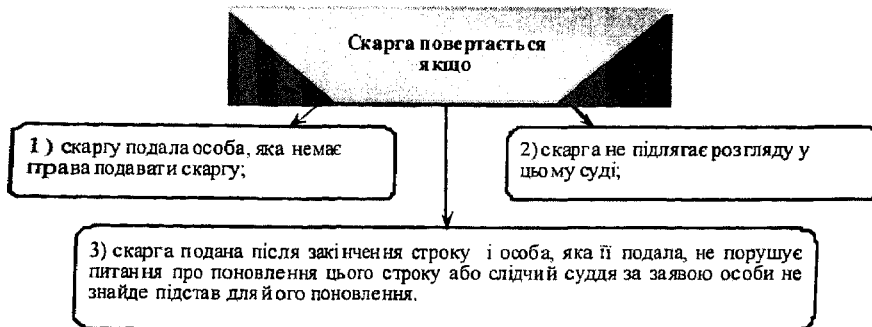 Скарга повертається
якщо
1) скаргу подала особа, яка немає
права подавати скаргу;
2) скарга не підлягає розгляду у
цьому суді;
3) скарга подана після закінчення строку і особа, яка її подала, не порушує
питання про поновлення цього строку або слідчий суддя за заявою особи не
знайде підстав для його поновлення.